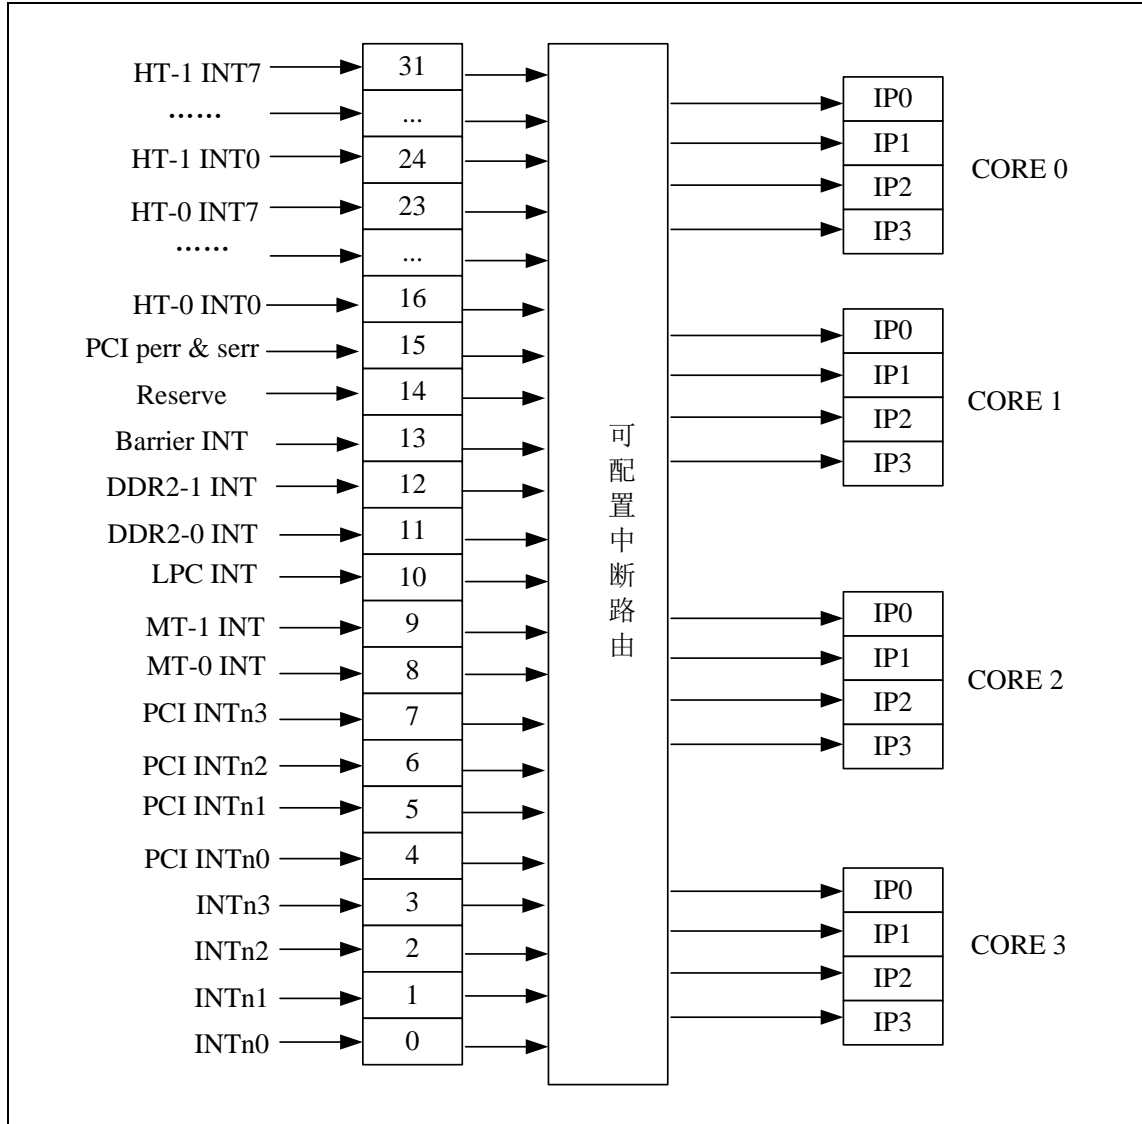 HT-1 INT7
31
……
...
HT-1 INT0
24
HT-0 INT7
23
……
...
HT-0 INT0
16
PCI perr & serr
15
Reserve
14
Barrier INT
13
DDR2-1 INT
12
DDR2-0 INT
11
LPC INT
10
MT-1 INT
9
MT-0 INT
8
PCI INTn3
7
PCI INTn2
6
PCI INTn1
5
PCI INTn0
4
INTn3
3
INTn2
2
INTn1
1
INTn0
0
可配置中断路由
IP0
IP1
IP2
IP3
CORE 0
IP0
IP1
IP2
IP3
CORE 1
IP0
IP1
IP2
IP3
CORE 2
IP0
IP1
IP2
IP3
CORE 3